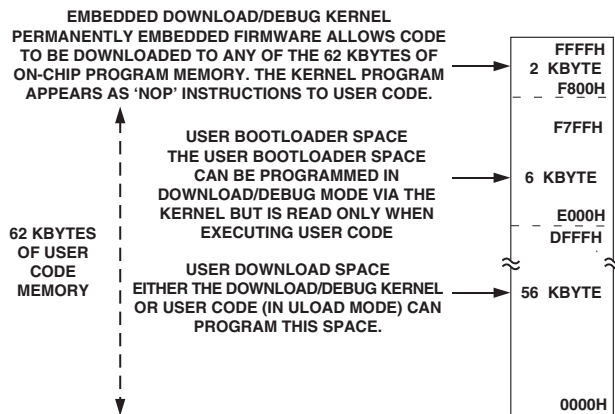 EMBEDDED DOWNLOAD/DEBUG KERNEL
PERMANENTLY EMBEDDED FIRMWARE ALLOWS CODE
TO BE DOWNLOADED TO ANY OF THE 62 KBYTES OF
ON-CHIP PROGRAM MEMORY. THE KERNEL PROGRAM
APPEARS AS ‘NOP’ INSTRUCTIONS TO USER CODE.
FFFFH
2 KBYTE
F800H
USER BOOTLOADER SPACE
THE USER BOOTLOADER SPACE
CAN BE PROGRAMMED IN
DOWNLOAD/DEBUG MODE VIA THE
KERNEL BUT IS READ ONLY WHEN
EXECUTING USER CODE
F7FFH
6 KBYTE
E000H
62 KBYTES
OF USER
CODE
MEMORY
USER DOWNLOAD SPACE
EITHER THE DOWNLOAD/DEBUG KERNEL
OR USER CODE (IN ULOAD MODE) CAN
PROGRAM THIS SPACE.
DFFFH
56 KBYTE
0000H